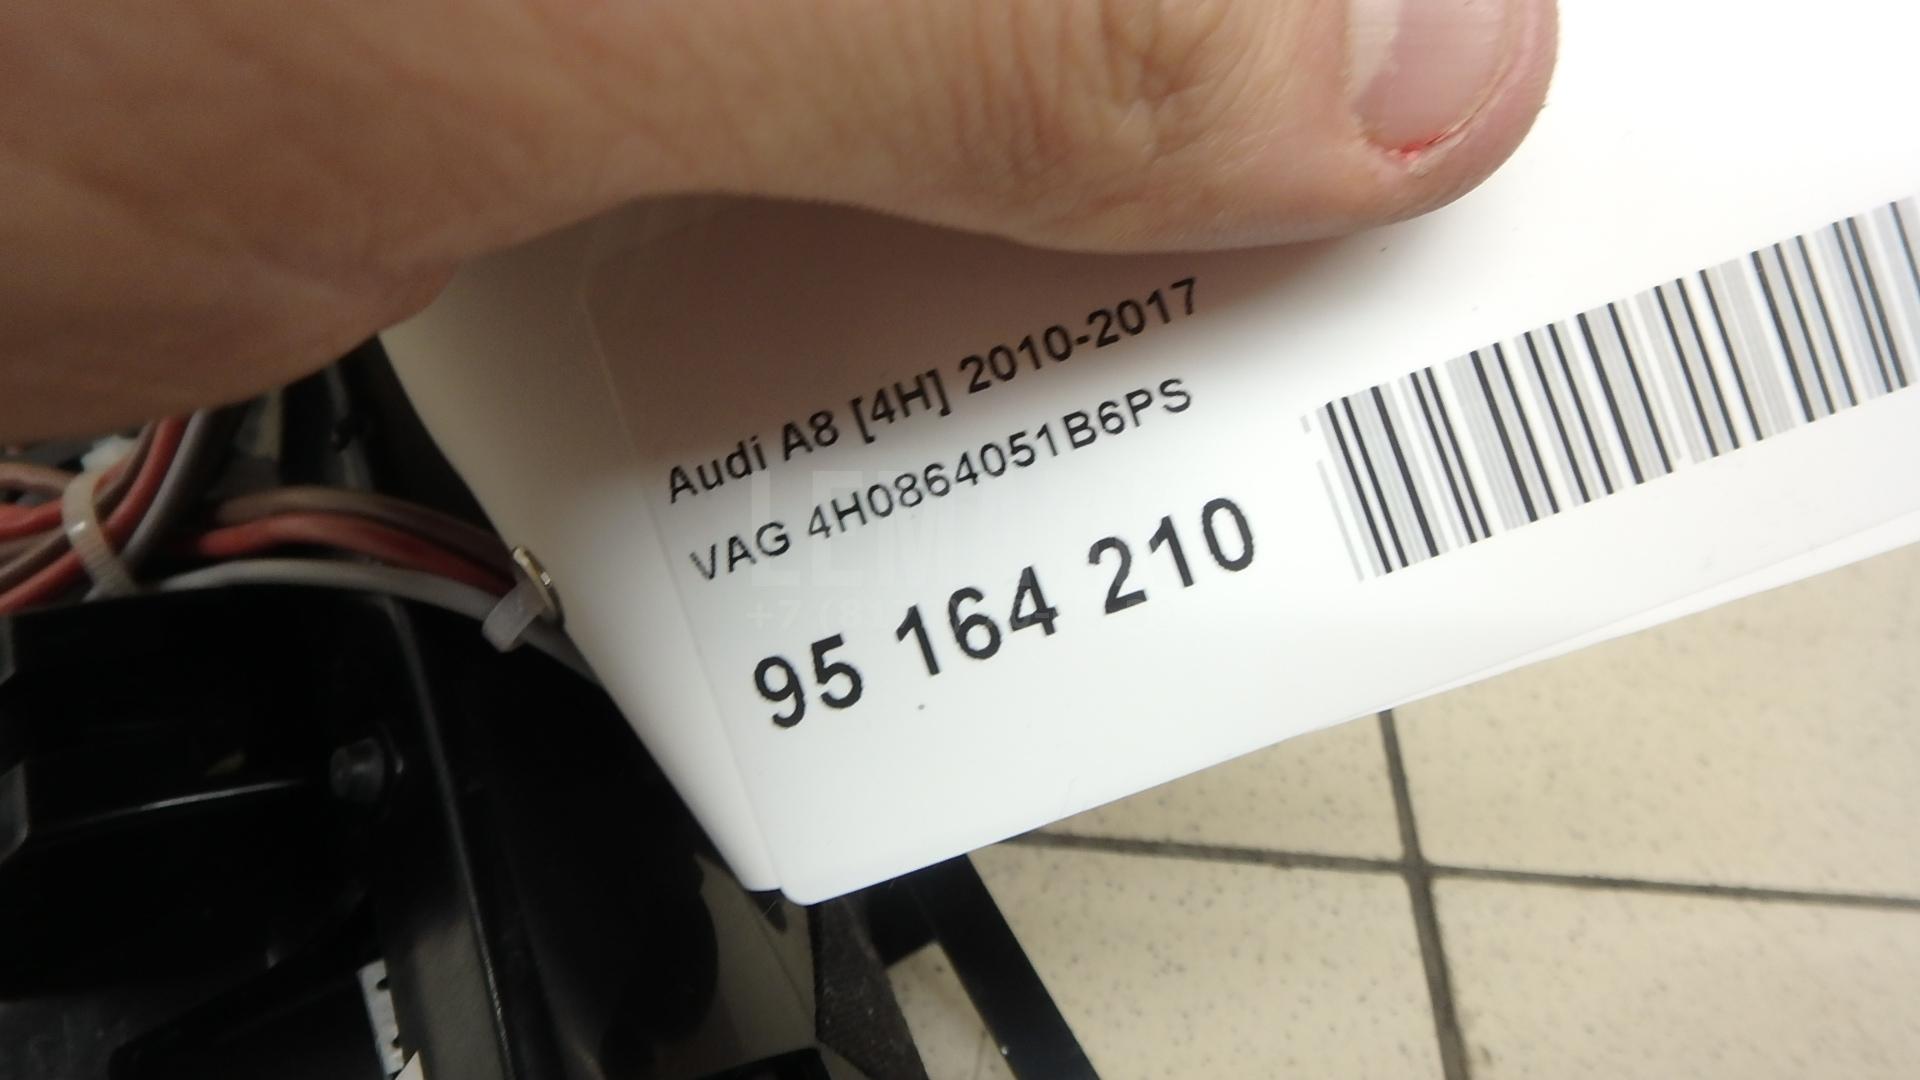 Audi A8 [4H] 2010-2017
VAG 4H0864051B6PS
95 164 210